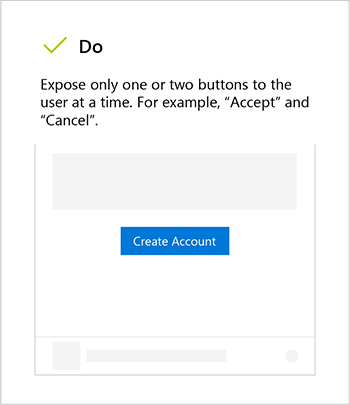 Do
Expose only one or two buttons to the
user at a time. For example, “Accept” and
“Cancel”.
Create Account